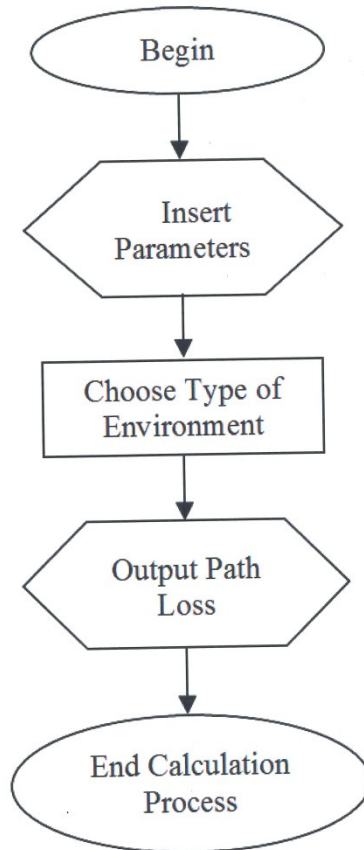 Begin
Insert
Parameters
Choose Type of
Environment
Output Path
Loss
End Calculation
Process